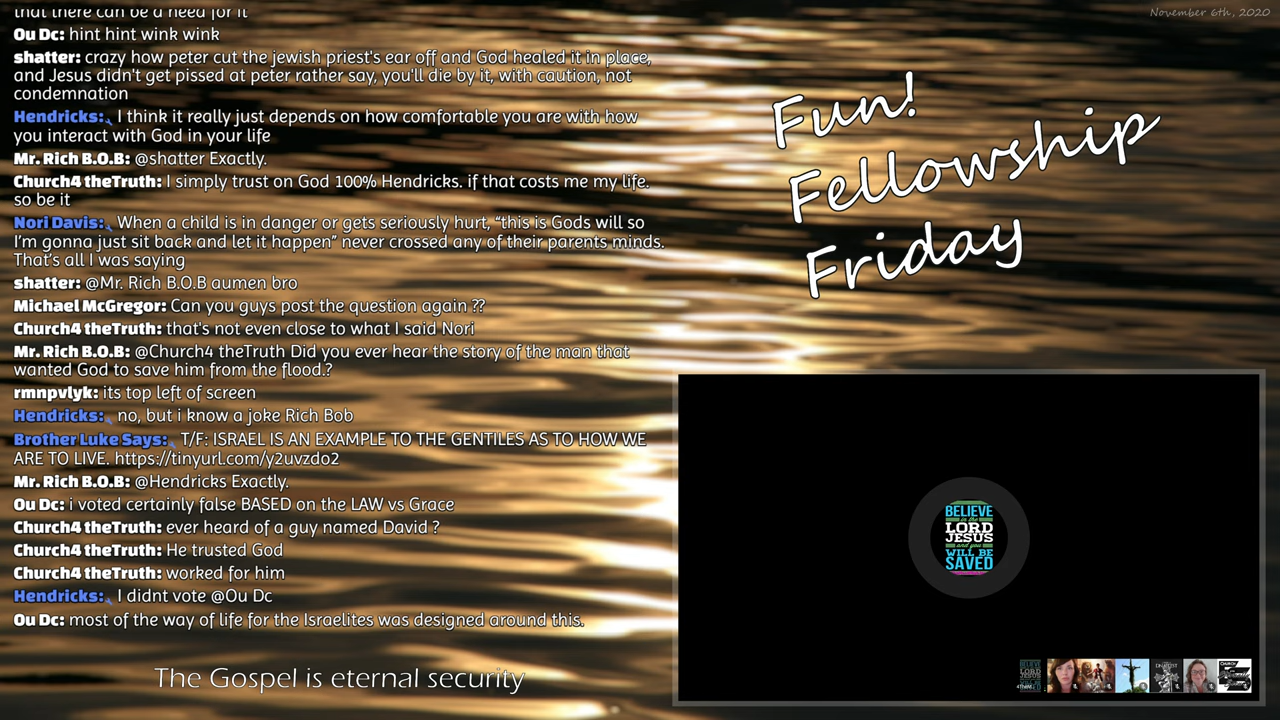 that there can be a need for it
Ou Dc: hint hint wink wink
shatter: crazy how peter cut the jewish priest's ear off and God healed it in place,
and Jesus didn't get pissed at peter rather say, you'll die by it, with caution, not
condemnation
Hendricks: I think it really just depends on how comfortable you are with how
you interact with God in your life
Mr. Rich B.O.B: @shatter Exactly.
Church4 theTruth: I simply trust on God 100% Hendricks. if that costs me my life.
so be it
Nori Davis: When a child is in danger or gets seriously hurt, “this is Gods will so
I’m gonna just sit back and let it happen” never crossed any of their parents minds.
That’s all I was saying
shatter: @Mr. Rich B.O.B aumen bro
Michael McGregor: Can you guys post the question again ??
Church4 theTruth: that's not even close to what I said Nori
Mr. Rich B.O.B: @Church4 theTruth Did you ever hear the story of the man that
wanted God to save him from the flood.?
rmnpvlyk: its top left of screen
Hendricks: no, but i know a joke Rich Bob
Brother Luke Says: T/F: ISRAEL IS AN EXAMPLE TO THE GENTILES AS TO HOW WE
ARE TO LIVE. https://tinyurl.com/y2uvzdo2
Mr. Rich B.O.B: @Hendricks Exactly.
Ou Dc: i voted certainly false BASED on the LAW vs Grace
Church4 theTruth: ever heard of a guy named David ?
Church4 theTruth: He trusted God
Church4 theTruth: worked for him
Hendricks: I didnt vote @Ou Dc
Ou Dc: most of the way of life for the Israelites was designed around this.
The Gospel is eternal security
November 6th, 2020
Fun!
Fellowship
Friday
BELIEVE
in the
LORD
JESUS
and you
WILL BE
SAVED